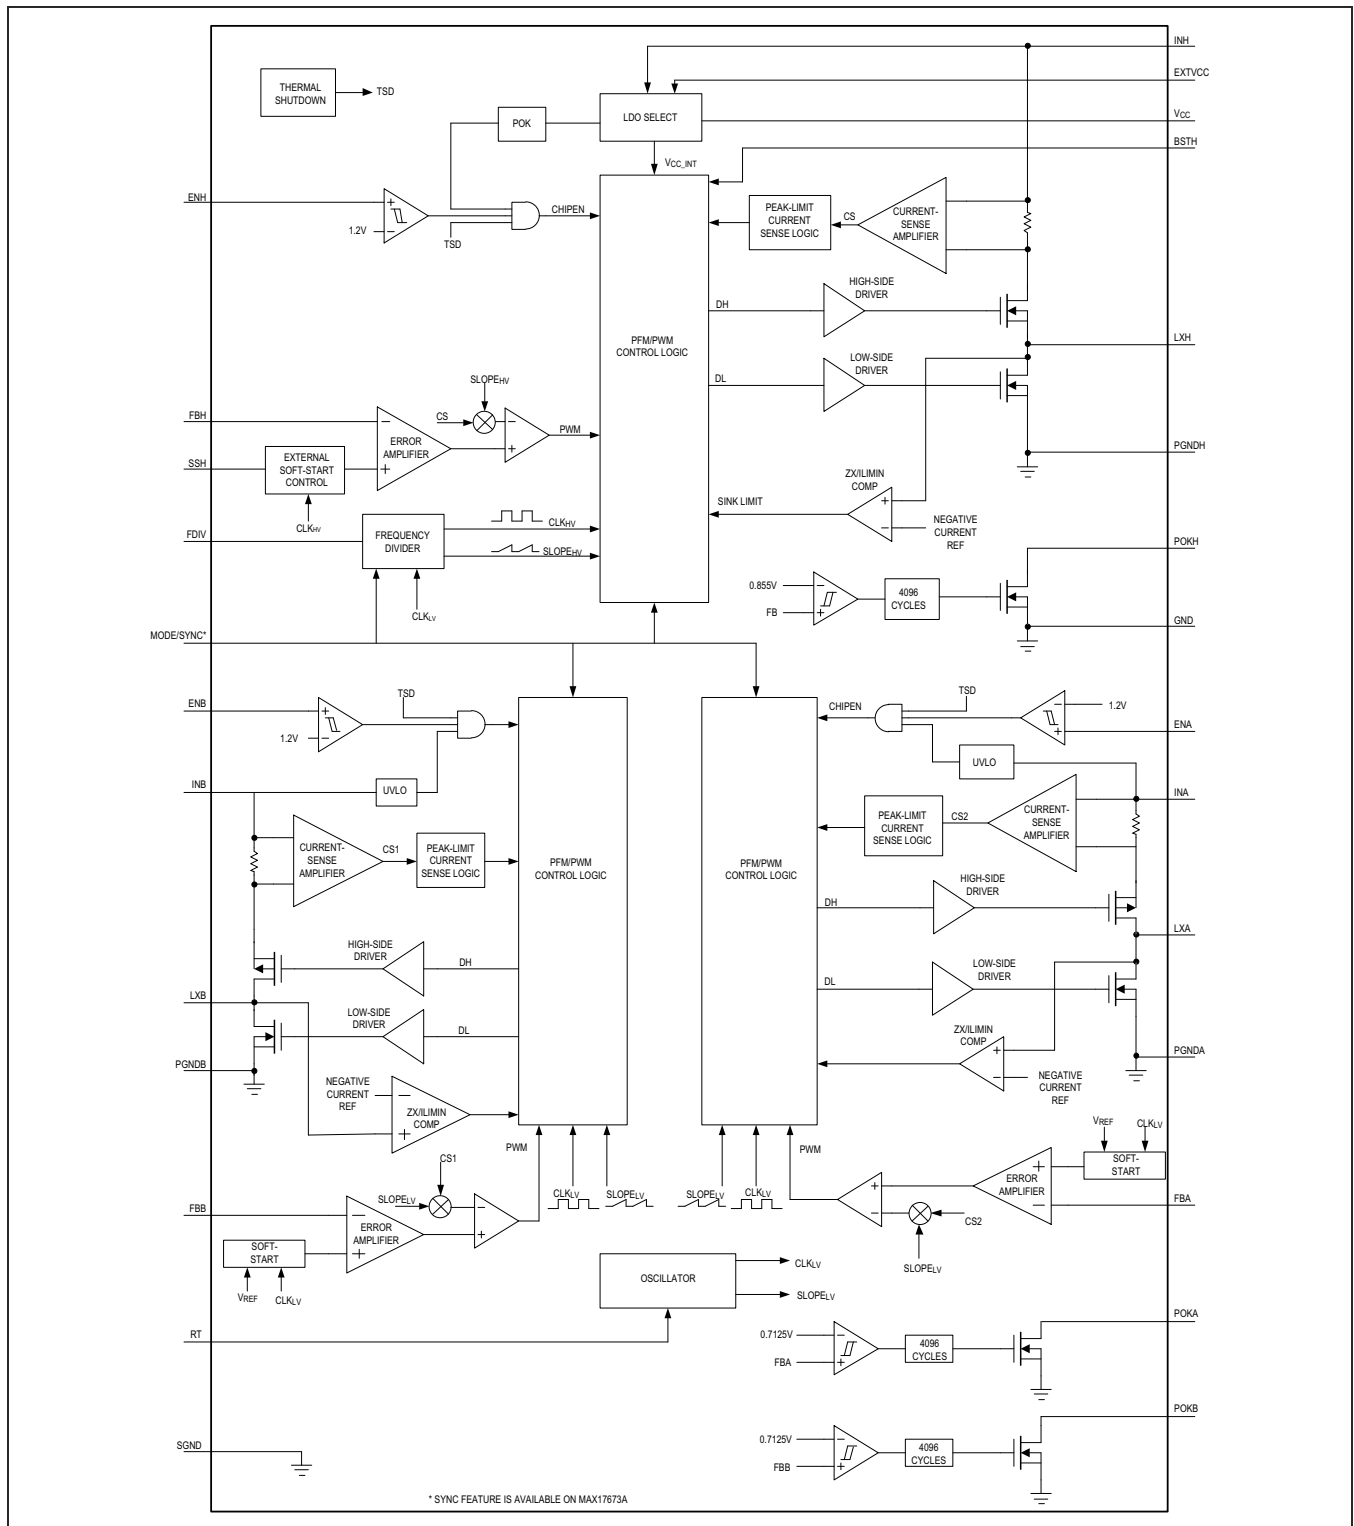 INH
THERMAL
SHUTDOWN
TSD
EXTVCC
LDO SELECT
POK
VCC
BSTH
VCC_INT
ENH
+
−
1.2V
TSD
CHIPEN
PEAK-LIMIT
CURRENT
SENSE LOGIC
CS
CURRENT-
SENSE
AMPLIFIER
DH
HIGH-SIDE
DRIVER
PFM/PWM
CONTROL LOGIC
LXH
LOW-SIDE
DRIVER
DL
SLOPEHV
FBH
CS
−
+
ERROR
AMPLIFIER
−
+
PWM
SSH
EXTERNAL
SOFT-START
CONTROL
CLKHV
PGNDH
ZX/ILIMIN
COMP
SINK LIMIT
+
−
NEGATIVE
CURRENT
REF
FDIV
FREQUENCY
DIVIDER
CLKHV
SLOPEHV
CLKLV
POKH
0.855V
−
FB
+
4096
CYCLES
GND
MODE/SYNC*
ENB
+
−
1.2V
TSD
CHIPEN
TSD
−
+
1.2V
ENA
INB
UVLO
UVLO
INA
CURRENT-
SENSE
AMPLIFIER
CS1
PEAK-LIMIT
CURRENT
SENSE LOGIC
PFM/PWM
CONTROL LOGIC
PFM/PWM
CONTROL LOGIC
PEAK-LIMIT
CURRENT
SENSE LOGIC
CS2
CURRENT-
SENSE
AMPLIFIER
HIGH-SIDE
DRIVER
DH
DH
HIGH-SIDE
DRIVER
LXA
LXB
LOW-SIDE
DRIVER
DL
DL
LOW-SIDE
DRIVER
PGNDB
NEGATIVE
CURRENT
REF
−
+
ZX/ILIMIN
COMP
ZX/ILIMIN
COMP
+
−
NEGATIVE
CURRENT
REF
PGNDA
PWM
CLKLV
SLOPELV
SLOPELV
CLKLV
PWM
VREF
CLKLV
SOFT-
START
CS1
SLOPELV
FBB
−
+
ERROR
AMPLIFIER
−
+
SOFT-
START
VREF
CLKLV
+
−
CS2
SLOPELV
ERROR
AMPLIFIER
+
−
FBA
OSCILLATOR
CLKLV
SLOPELV
RT
POKA
0.7125V
−
FBA
+
4096
CYCLES
POKB
0.7125V
−
FBB
+
4096
CYCLES
SGND
* SYNC FEATURE IS AVAILABLE ON MAX17673A